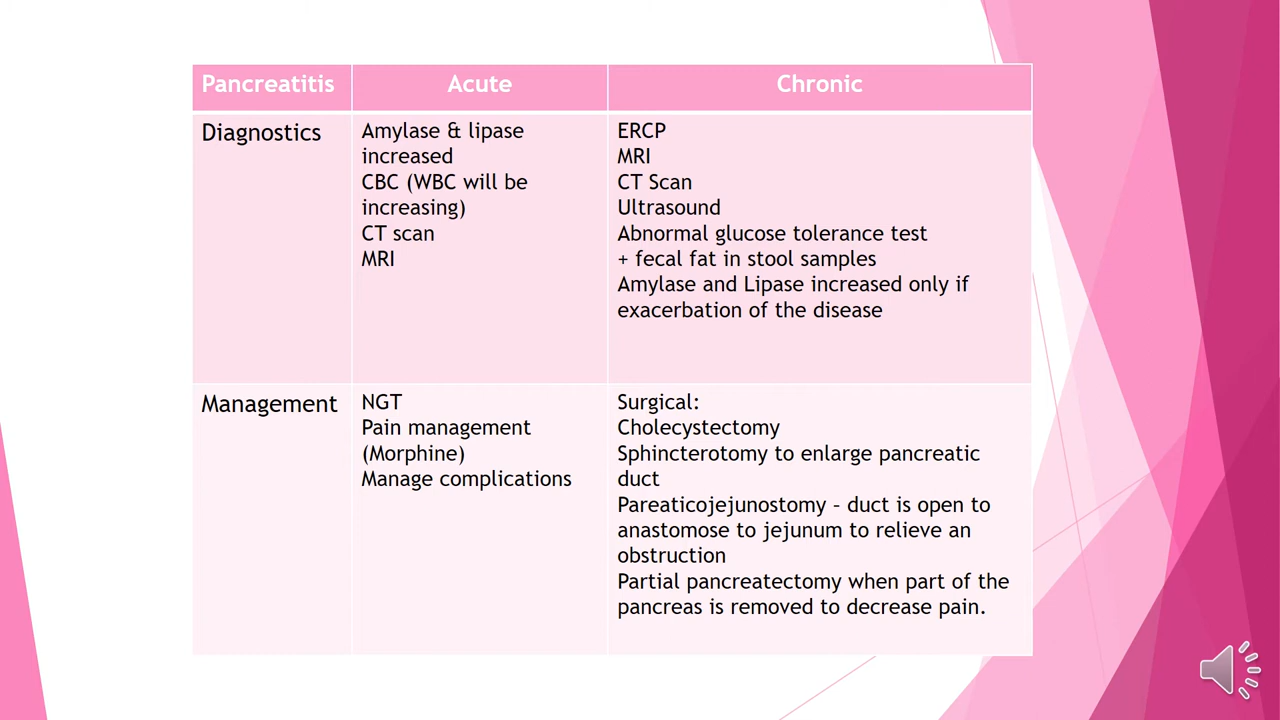 Pancreatitis
Acute
Chronic
Diagnostics
Amylase & lipase
increased
CBC (WBC will be
increasing)
CT scan
MRI
ERCP
MRI
CT Scan
Ultrasound
Abnormal glucose tolerance test
+ fecal fat in stool samples
Amylase and Lipase increased only if
exacerbation of the disease
Management
NGT
Pain management
(Morphine)
Manage complications
Surgical:
Cholecystectomy
Sphincterotomy to enlarge pancreatic
duct
Pareaticojejunostomy – duct is open to
anastomose to jejunum to relieve an
obstruction
Partial pancreatectomy when part of the
pancreas is removed to decrease pain.